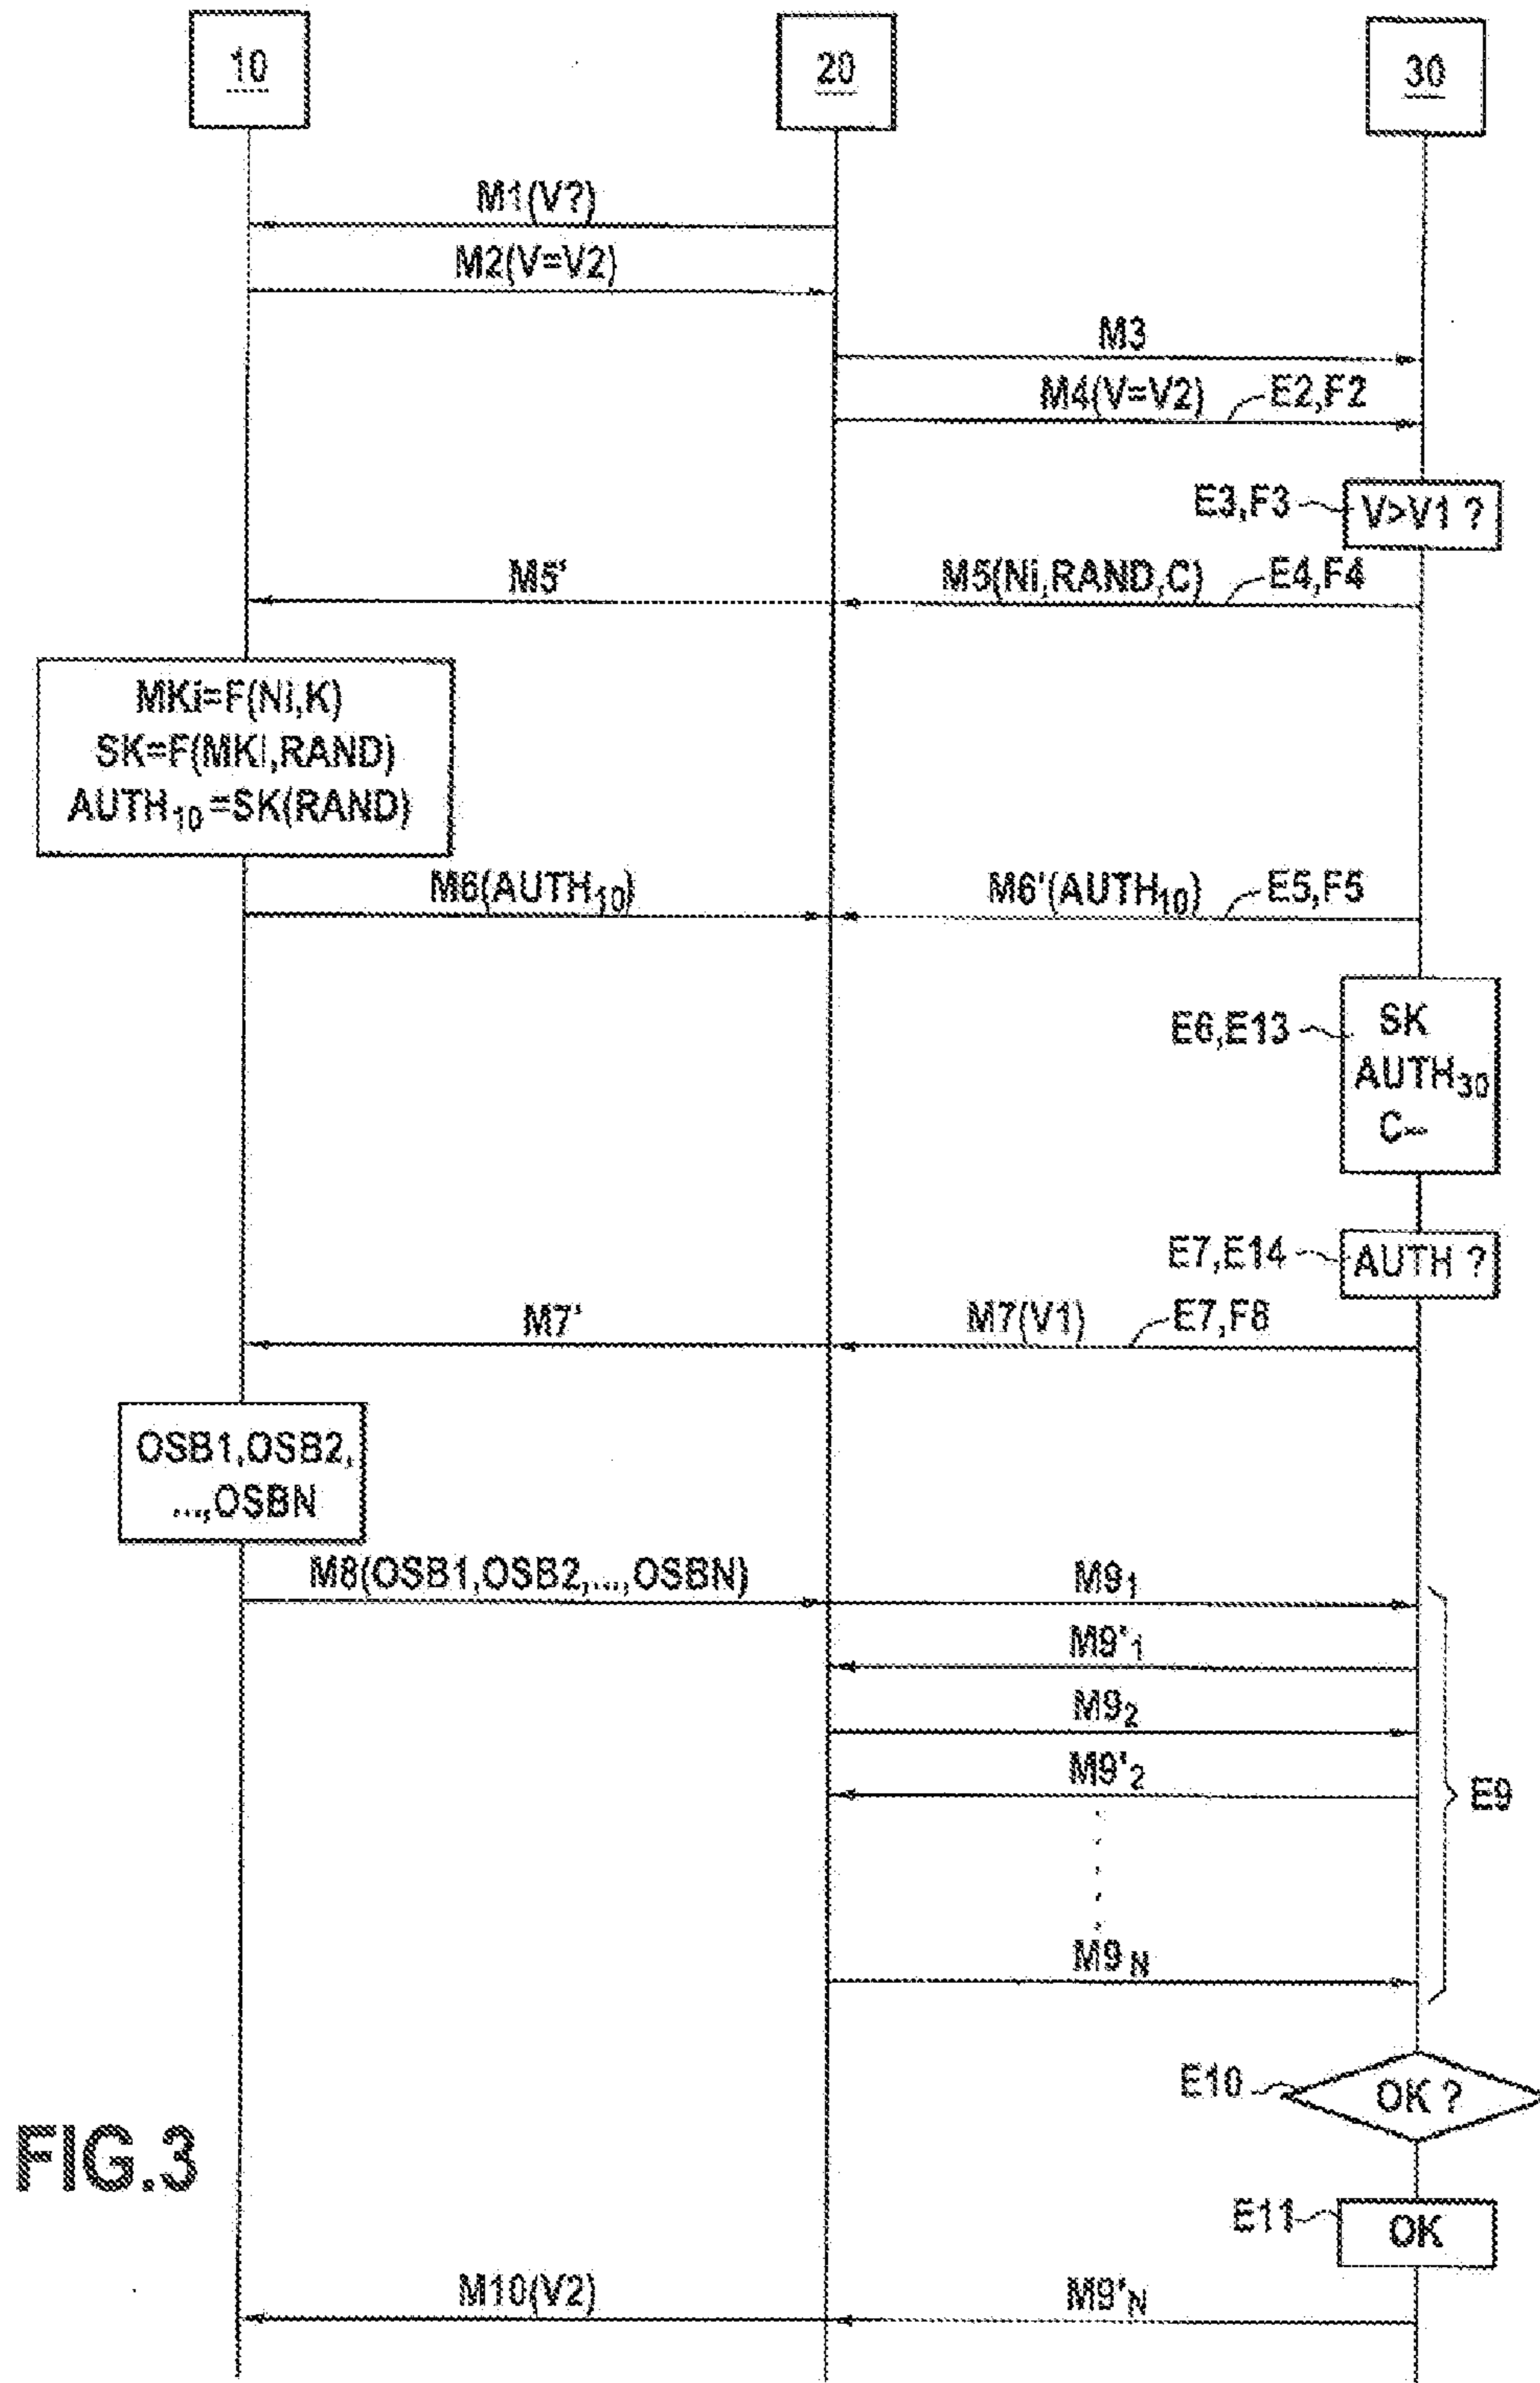 10
20
30
M1(V?)
M2(V=V2)
M3
M4(V=V2)
E2,F2
E3,F3
V>V1 ?
M5'
M5(Ni,RAND,C)
E4,F4
MKi=F(Ni,K)
SK=F(MKi,RAND)
AUTH10=SK(RAND)
M6(AUTH10)
M6'(AUTH10)
E5,F5
E6,E13
SK
AUTH30
C--
E7,E14
AUTH ?
M7'
M7(V1)
E7,F8
OSB1,OSB2,
...,OSBN
M8(OSB1,OSB2,...,OSBN)
M91
M9'1
M92
M9'2
E9
M9N
E10
OK ?
FIG.3
E11
OK
M10(V2)
M9'N